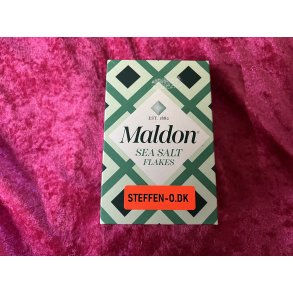 EST. 1882
Maldon®
SEA SALT
FLAKES
STEFFEN-O.DK